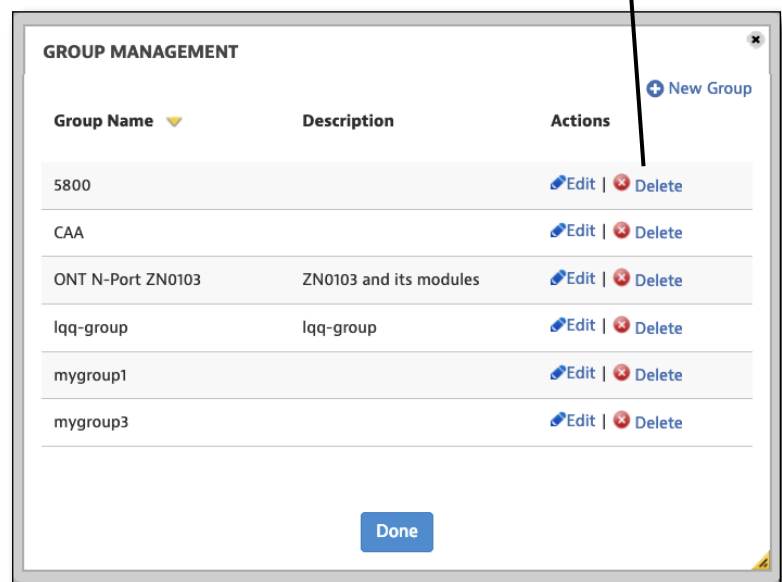 GROUP MANAGEMENT
New Group
Group Name Description Actions
5800 Edit | Delete
CAA Edit | Delete
ONT N-Port ZN0103 ZN0103 and its modules Edit | Delete
lqq-group lqq-group Edit | Delete
mygroup1 Edit | Delete
mygroup3 Edit | Delete
Done